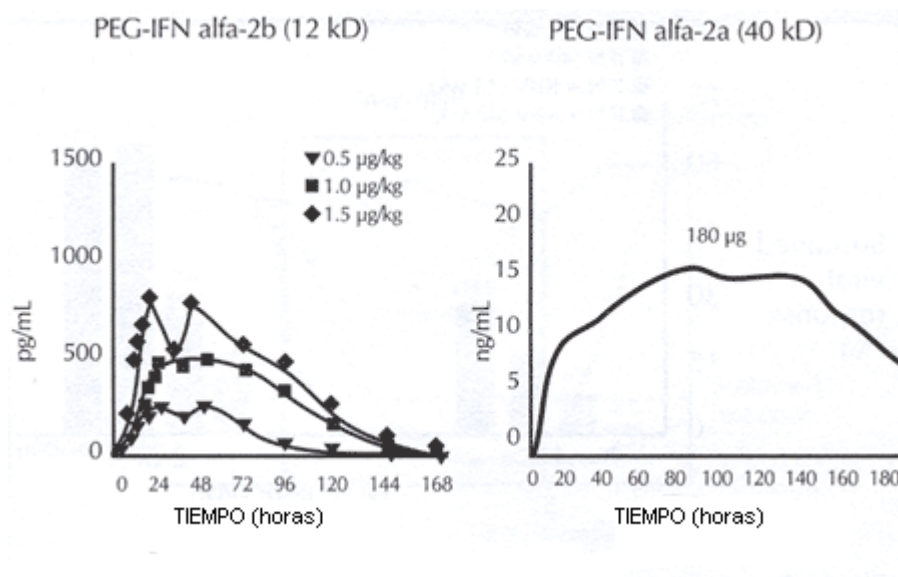 PEG-IFN alfa-2b (12 kD)
1500
1000
500
0
pg/mL
0.5 µg/kg
1.0 µg/kg
1.5 µg/kg
0 24 48 72 96 120 144 168
TIEMPO (horas)
PEG-IFN alfa-2a (40 kD)
25
20
15
10
5
0
ng/mL
180 µg
0 20 40 60 80 100 120 140 160 180
TIEMPO (horas)